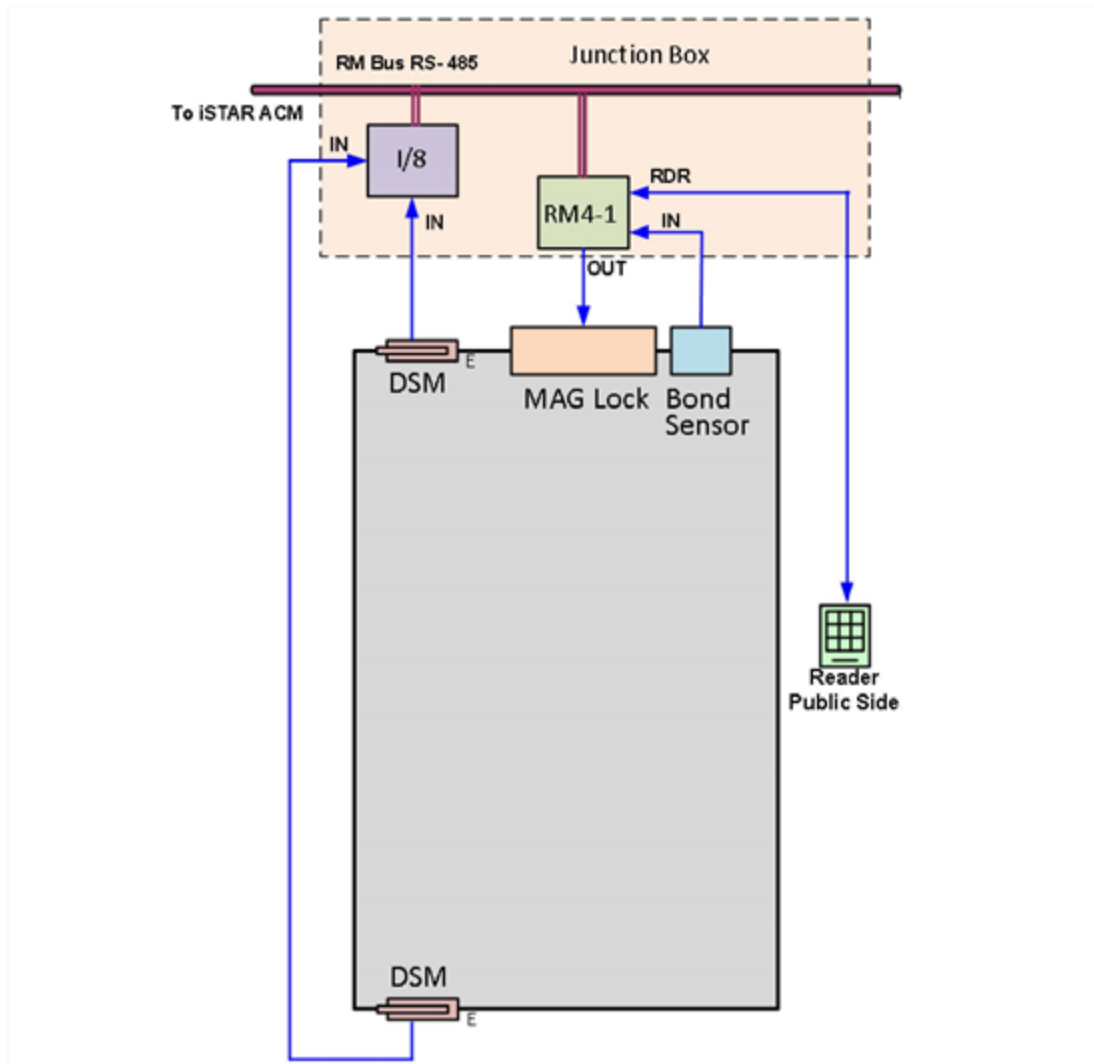 Junction Box
RM Bus RS-485
To iSTAR ACM
IN
I/8
IN
RDR
RM4-1
IN
OUT
E
DSM
MAG Lock
Bond
Sensor
Reader
Public Side
DSM
E